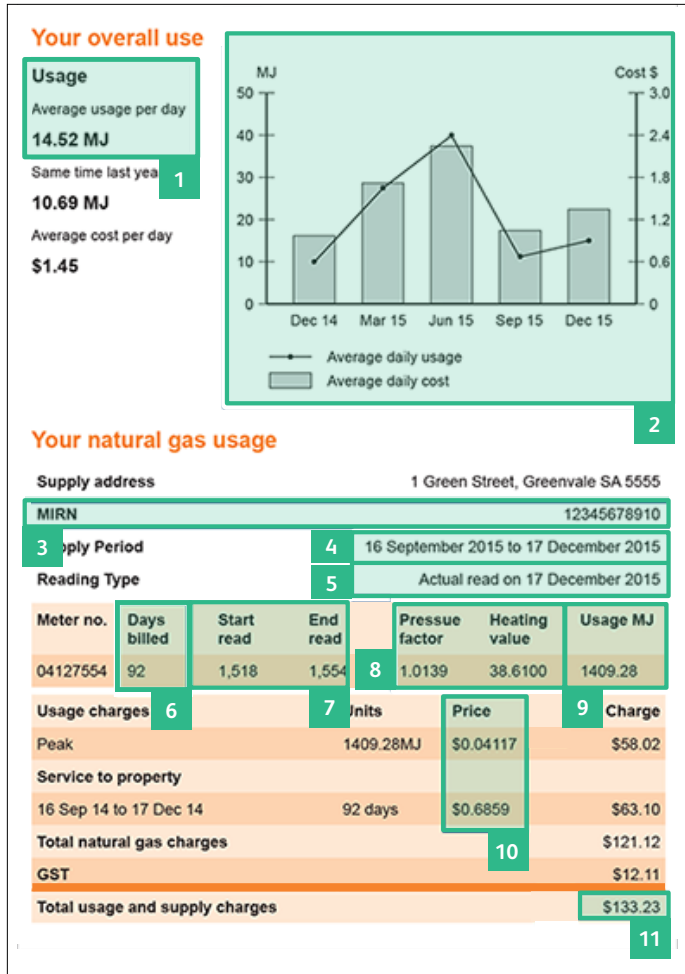 Your overall use
Usage
Average usage per day
14.52 MJ
1
Same time last yea
10.69 MJ
Average cost per day
$1.45
MJ Cost $
50 3.0
40 2.4
30 1.8
20 1.2
10 0.6
0 0
Dec 14 Mar 15 Jun 15 Sep 15 Dec 15
Average daily usage
Average daily cost
2
Your natural gas usage
Supply address 1 Green Street, Greenvale SA 5555
MIRN 12345678910
3 pply Period 4 16 September 2015 to 17 December 2015
Reading Type 5 Actual read on 17 December 2015
Meter no. Days billed Start read End read Pressue factor Heating value Usage MJ
04127554 92 1,518 1,554 8 1.0139 38.6100 1409.28
6 7 9
Usage charges Units Price Charge
Peak 1409.28MJ $0.04117 $58.02
Service to property
16 Sep 14 to 17 Dec 14 92 days $0.6859 $63.10
10
Total natural gas charges $121.12
GST $12.11
Total usage and supply charges $133.23
11